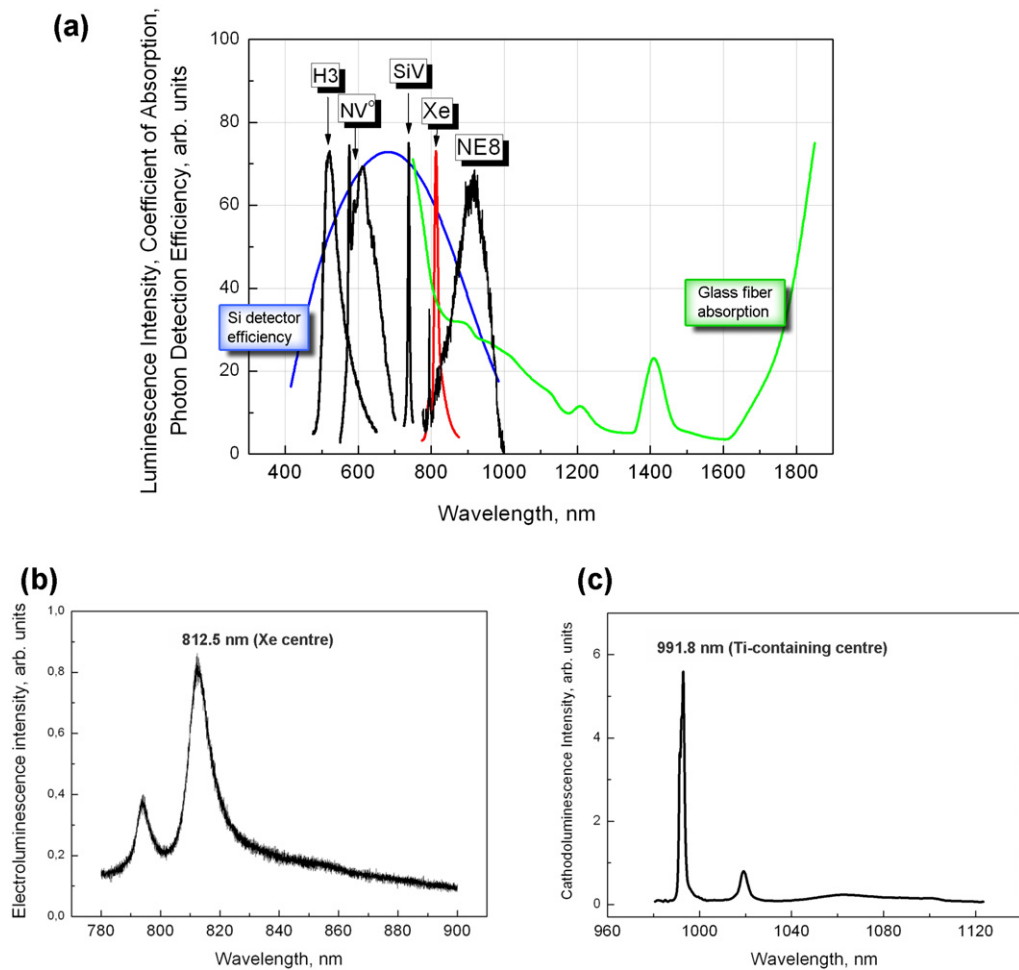 (a)
Luminescence Intensity, Coefficient of Absorption,
Photon Detection Efficiency, arb. units
100
80
60
40
20
0
H3
NV°
SiV
Xe
NE8
Si detector
efficiency
Glass fiber
absorption
400 600 800 1000 1200 1400 1600 1800
Wavelength, nm
(b)
Electroluminescence intensity, arb. units
1,0
0,8
0,6
0,4
0,2
0,0
812.5 nm (Xe centre)
780 800 820 840 860 880 900
Wavelength, nm
(c)
Cathodoluminescence Intensity, arb. units
6
4
2
0
991.8 nm (Ti-containing centre)
960 1000 1040 1080 1120
Wavelength, nm